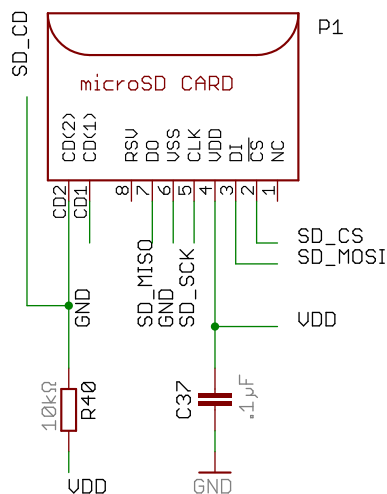 SD_CD
P1
microSD CARD
CD(2)
CD(1)
RSV
DO
VSS
CLK
VDD
DI
CS
NC
CD2
CD1
8
7
6
5
4
3
2
1
SD_CS
SD_MOSI
GND
SD_MISO
GND
SD_SCK
VDD
10kΩ
R40
C37
.1µF
VDD
GND